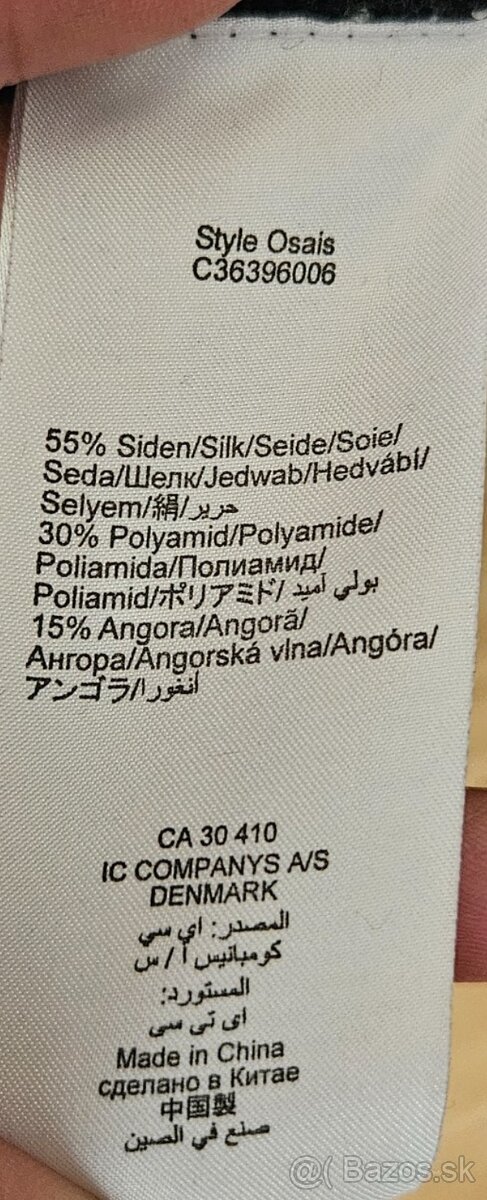 Style Osais
C36396006
55% Siden/Silk/Seide/Soie/
Seda/Шелк/Jedwab/Hedvábí/
Selyem/絹/حرير
30% Polyamid/Polyamide/
Poliamida/Полиамид/
Poliamid/ポリアミド/بولي أميد
15% Angora/Angoră/
Ангора/Angorská vlna/Angóra/
アンゴラ/أنغورا
CA 30 410
IC COMPANYS A/S
DENMARK
المصدر: اي سي
كومبانيس أ / س
المستورد:
اى تى سى
Made in China
сделано в Китае
中国製
صنع في الصين
@( Bazos.sk